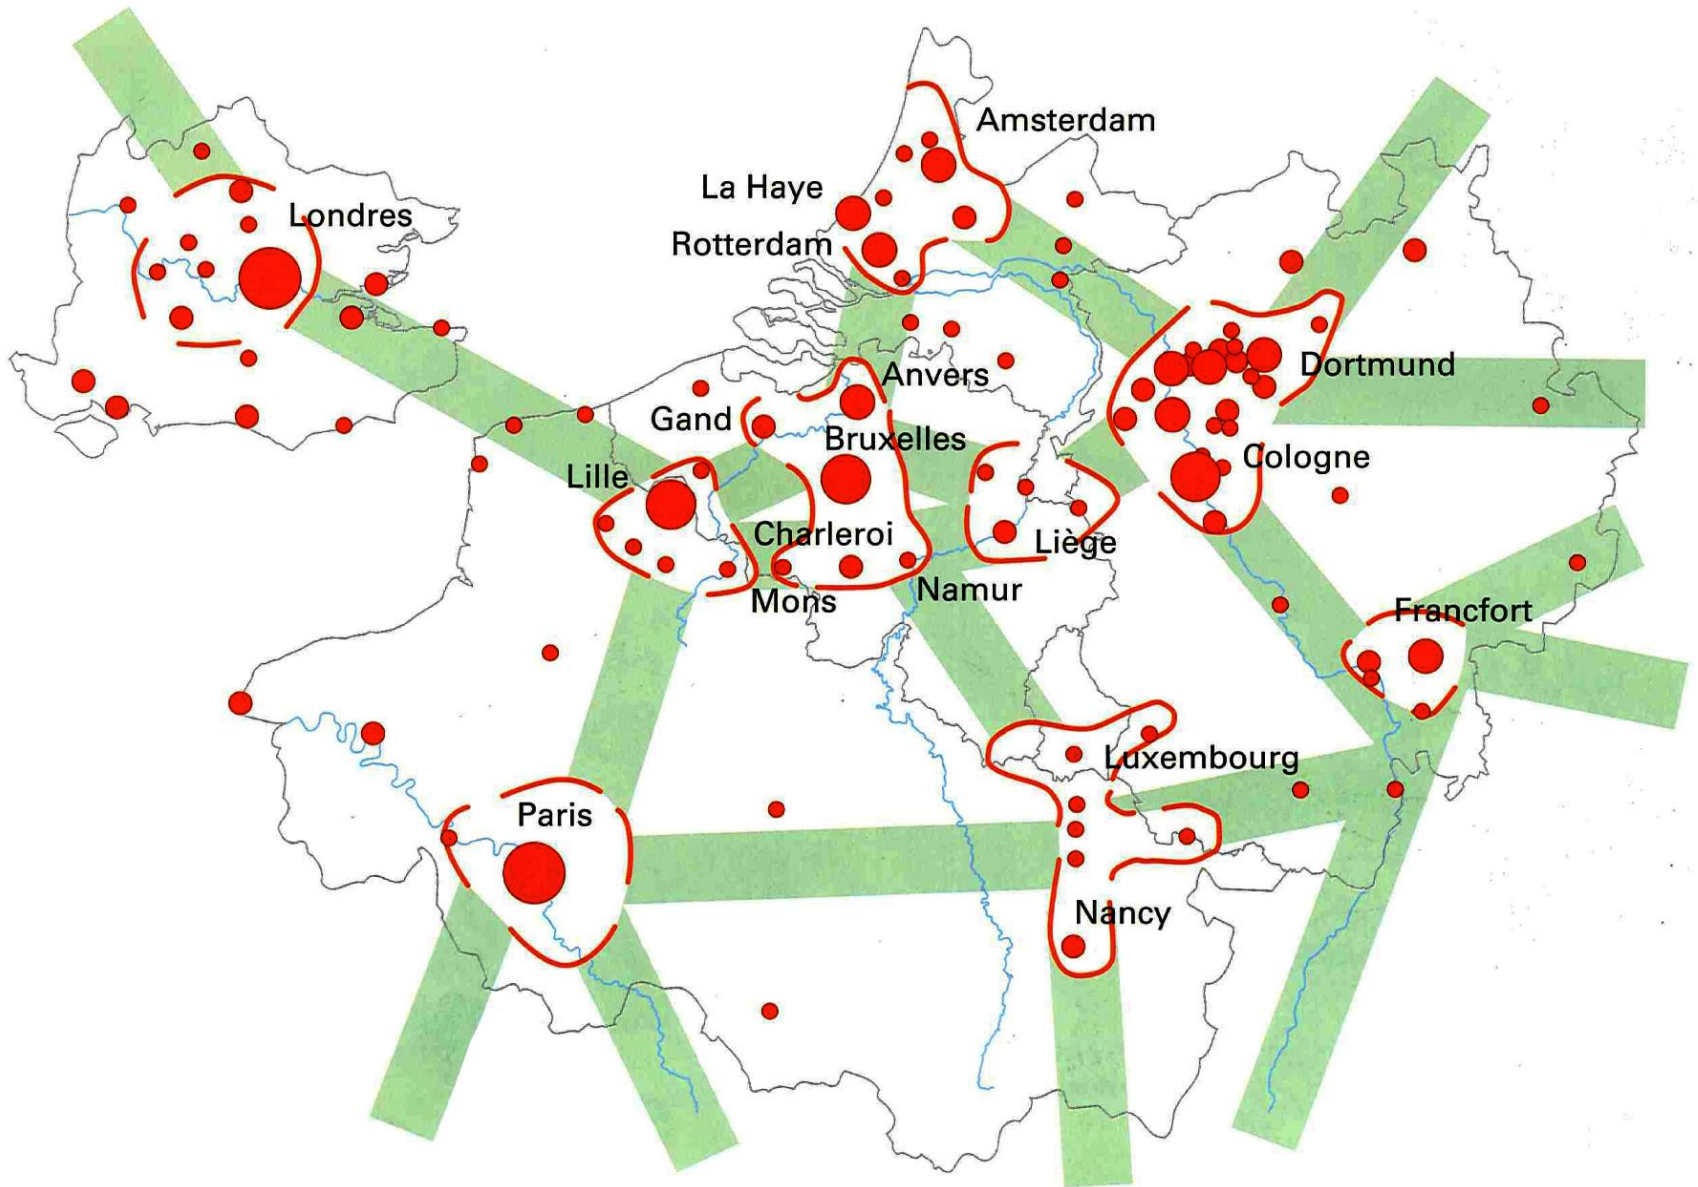 Amsterdam
La Haye
Londres
Rotterdam
Dortmund
Anvers
Gand
Bruxelles
Cologne
Lille
Charleroi
Liège
Namur
Mons
Francfort
Luxembourg
Paris
Nancy